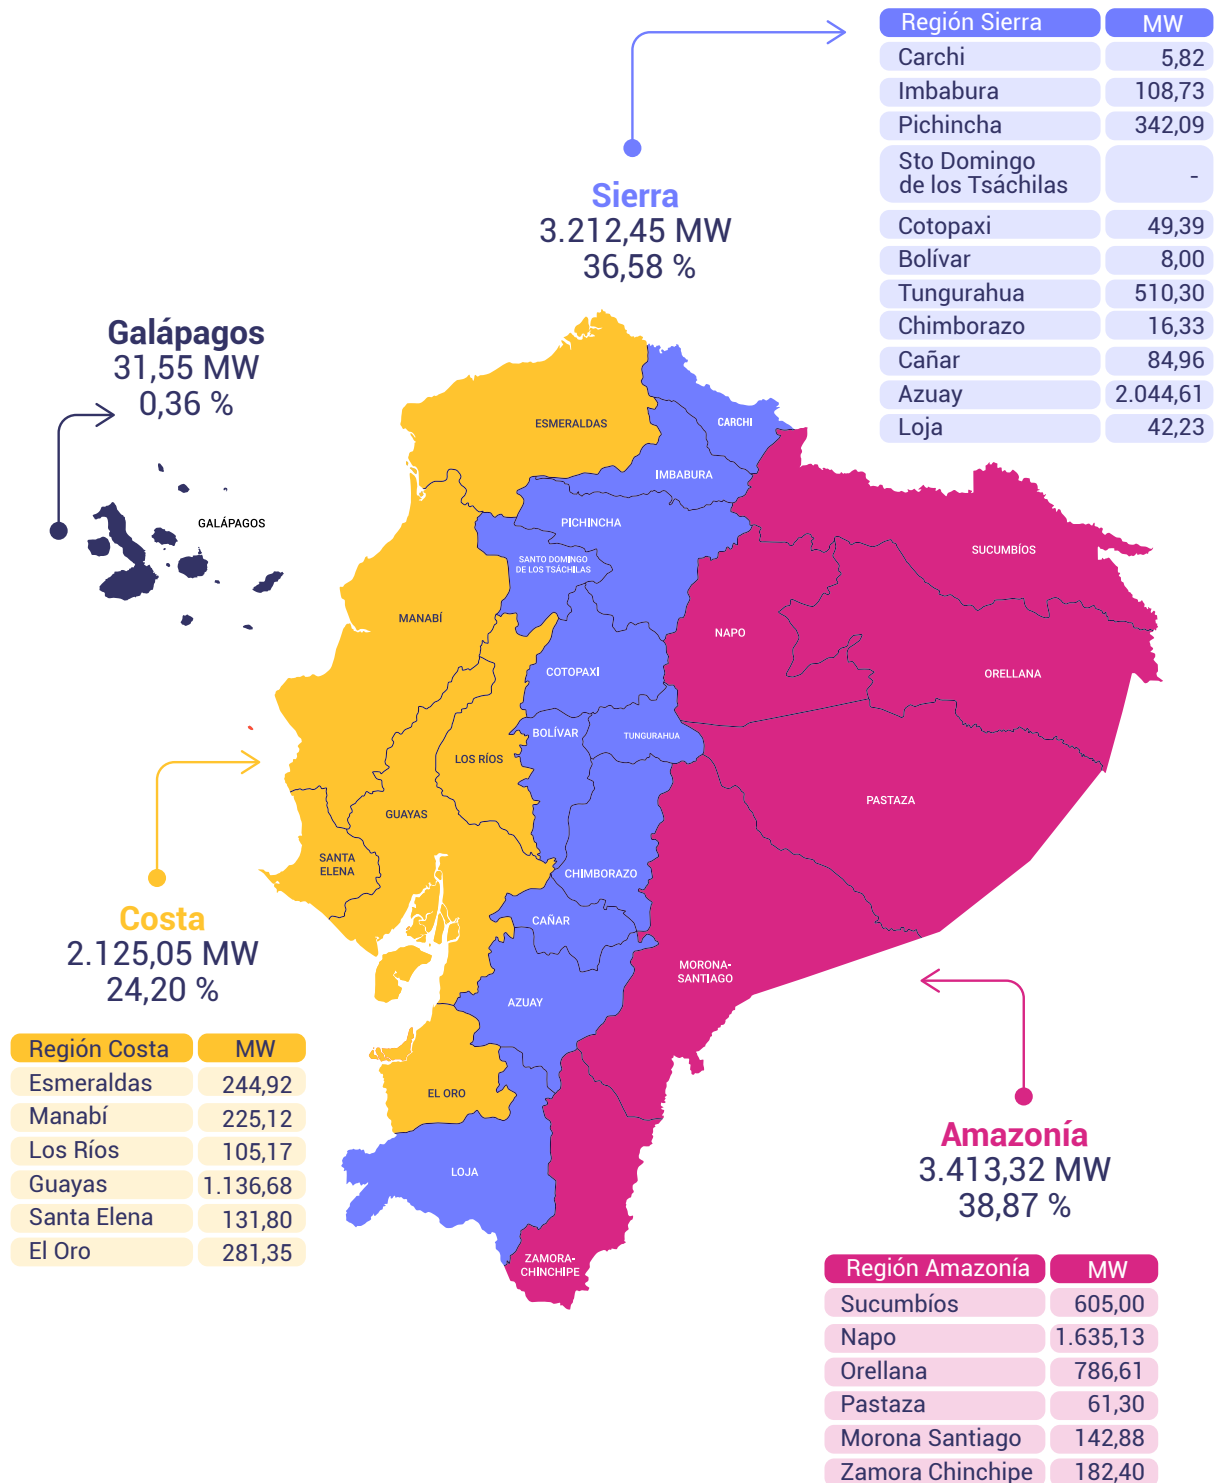 Región Sierra MW
Carchi 5,82
Imbabura 108,73
Pichincha 342,09
Sto Domingo
de los Tsáchilas -
Cotopaxi 49,39
Bolívar 8,00
Tungurahua 510,30
Chimborazo 16,33
Cañar 84,96
Azuay 2.044,61
Loja 42,23
Sierra
3.212,45 MW
36,58 %
Galápagos
31,55 MW
0,36 %
GALÁPAGOS
ESMERALDAS
CARCHI
IMBABURA
PICHINCHA
SANTO DOMINGO
DE LOS TSÁCHILAS
SUCUMBÍOS
MANABÍ
NAPO
COTOPAXI
ORELLANA
BOLÍVAR
TUNGURAHUA
LOS RÍOS
PASTAZA
GUAYAS
SANTA
ELENA
CHIMBORAZO
CAÑAR
MORONA-
SANTIAGO
AZUAY
EL ORO
LOJA
ZAMORA-
CHINCHIPE
Costa
2.125,05 MW
24,20 %
Región Costa MW
Esmeraldas 244,92
Manabí 225,12
Los Ríos 105,17
Guayas 1.136,68
Santa Elena 131,80
El Oro 281,35
Amazonía
3.413,32 MW
38,87 %
Región Amazonía MW
Sucumbíos 605,00
Napo 1.635,13
Orellana 786,61
Pastaza 61,30
Morona Santiago 142,88
Zamora Chinchipe 182,40